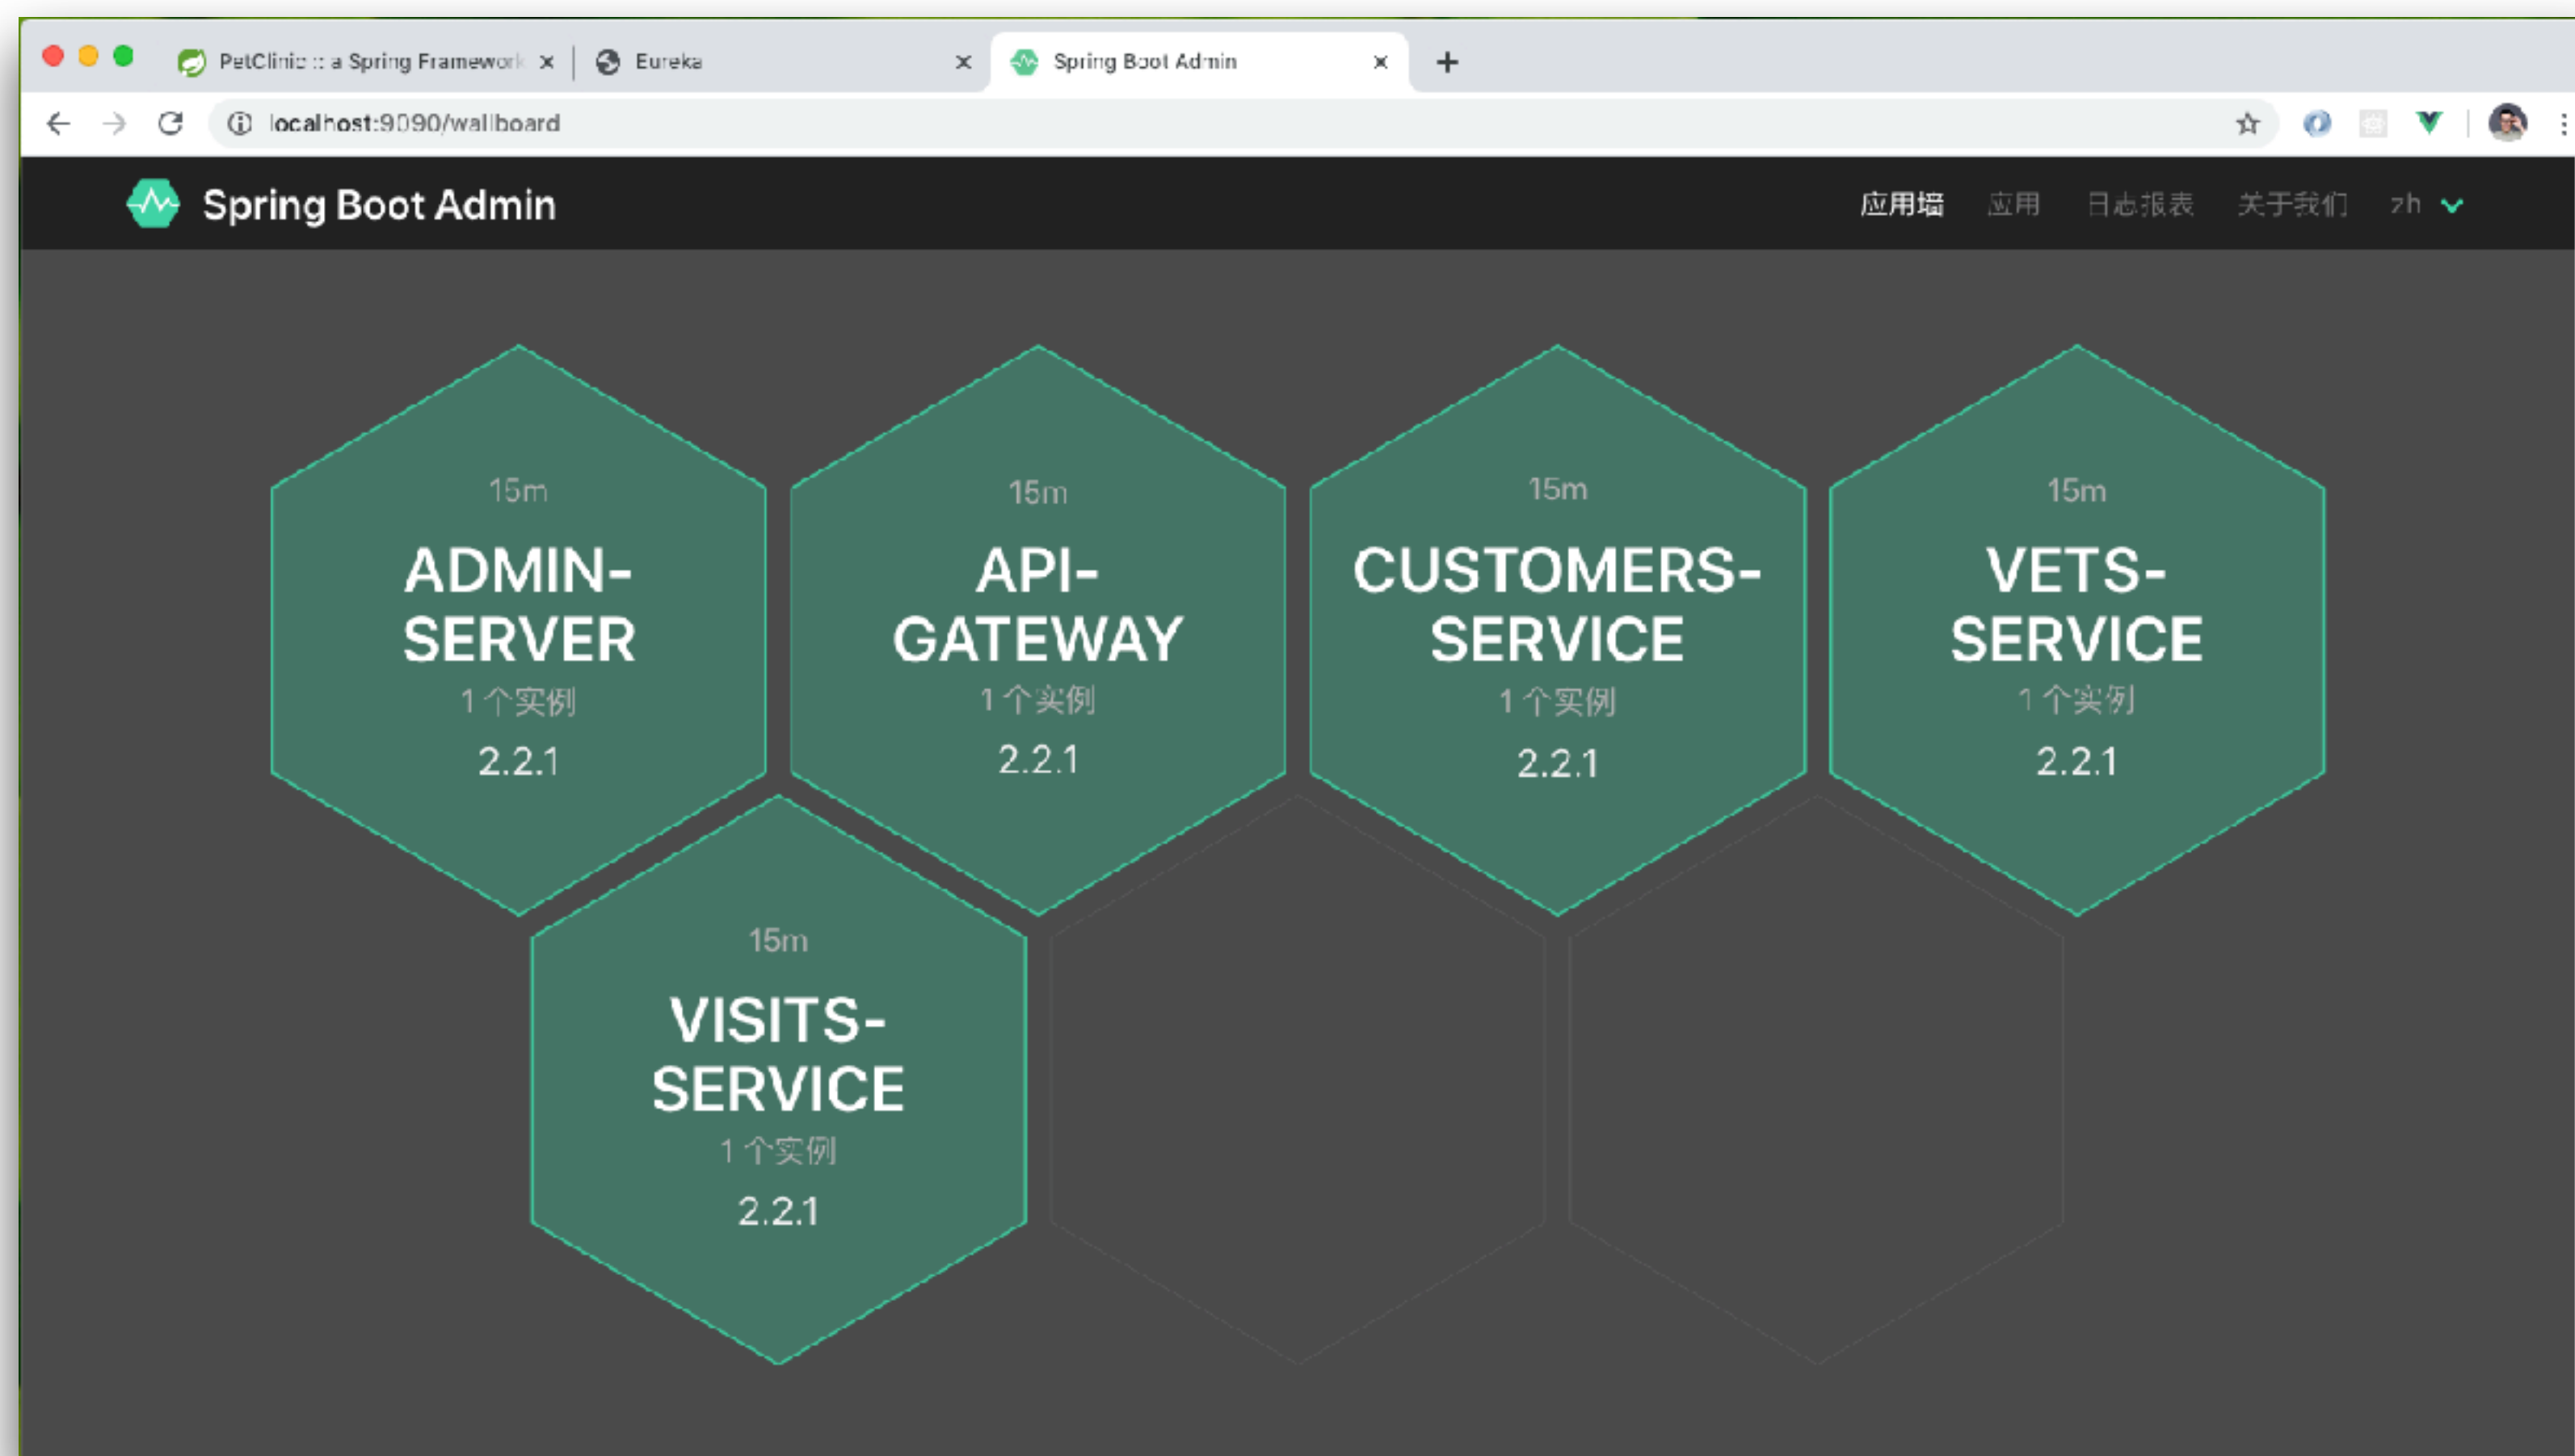 PetClinic :: a Spring Framework
Eureka
Spring Boot Admin
localhost:9090/wallboard
Spring Boot Admin
应用墙 应用 日志报表 关于我们 zh
15m
ADMIN-
SERVER
1 个实例
2.2.1
15m
API-
GATEWAY
1 个实例
2.2.1
15m
CUSTOMERS-
SERVICE
1 个实例
2.2.1
15m
VETS-
SERVICE
1 个实例
2.2.1
15m
VISITS-
SERVICE
1 个实例
2.2.1